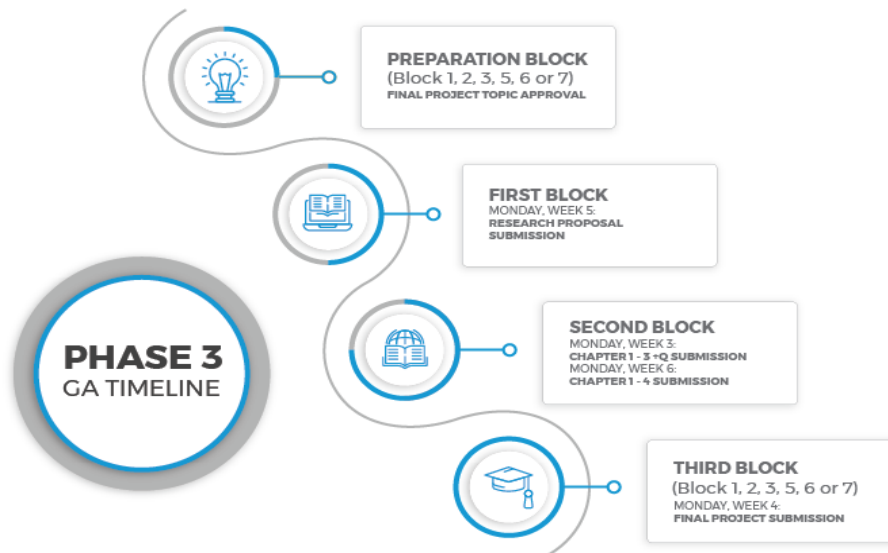 PREPARATION BLOCK
(Block 1, 2, 3, 5, 6 or 7)
FINAL PROJECT TOPIC APPROVAL
FIRST BLOCK
MONDAY, WEEK 5:
RESEARCH PROPOSAL
SUBMISSION
PHASE 3
GA TIMELINE
SECOND BLOCK
MONDAY, WEEK 3:
CHAPTER 1 - 3 +Q SUBMISSION
MONDAY, WEEK 6:
CHAPTER 1 - 4 SUBMISSION
THIRD BLOCK
(Block 1, 2, 3, 5, 6 or 7)
MONDAY, WEEK 4:
FINAL PROJECT SUBMISSION